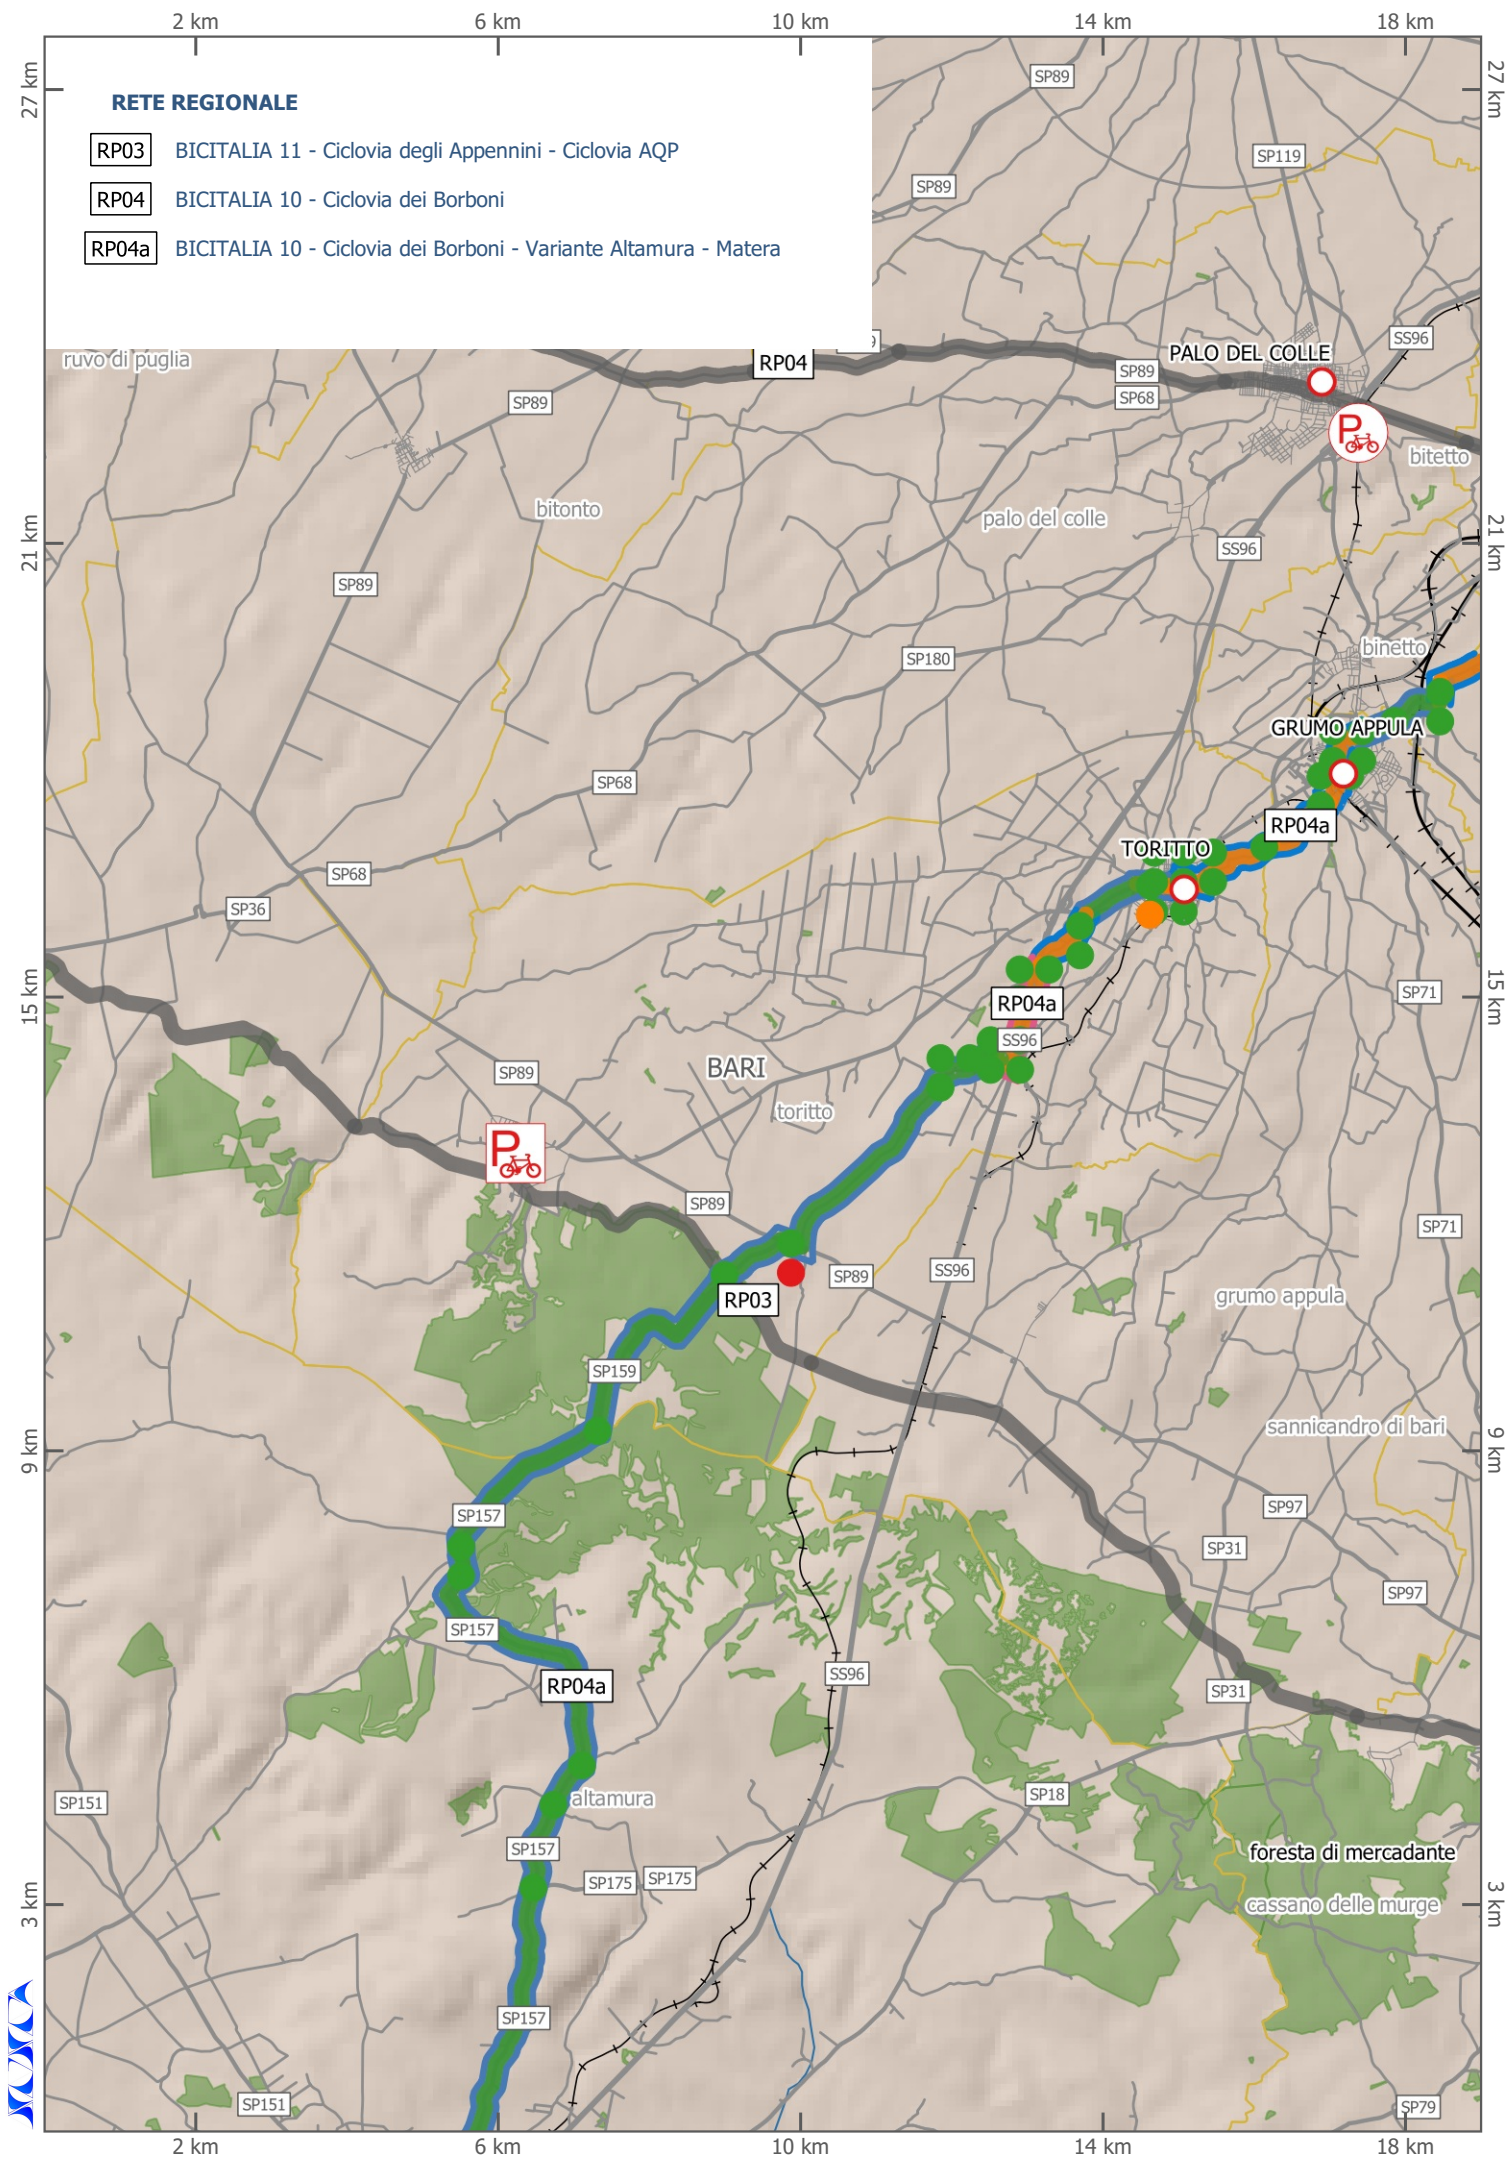 2 km
6 km
10 km
14 km
18 km
27 km
27 km
RETE REGIONALE
RP03 BICITALIA 11 - Ciclovia degli Appennini - Ciclovia AQP
RP04 BICITALIA 10 - Ciclovia dei Borboni
RP04a BICITALIA 10 - Ciclovia dei Borboni - Variante Altamura - Matera
SP89
SP119
SP89
ruvo di puglia
RP04
9
SP89
PALO DEL COLLE
SS96
SP89
SP68
P
bitetto
bitonto
palo del colle
21 km
21 km
SS96
SP89
binetto
SP180
GRUMO APPULA
SP68
RP04a
TORITTO
SP68
SP36
15 km
15 km
SP71
RP04a
SS96
BARI
SP89
toritto
P
SP89
SP71
SS96
SP89
RP03
grumo appula
SP159
sannicandro di bari
9 km
9 km
SP97
SP157
SP31
SP97
SP157
SS96
RP04a
SP31
altamura
SP18
SP151
SP157
foresta di mercadante
SP175
SP175
3 km
3 km
cassano delle murge
SP157
SP151
SP79
2 km
6 km
10 km
14 km
18 km